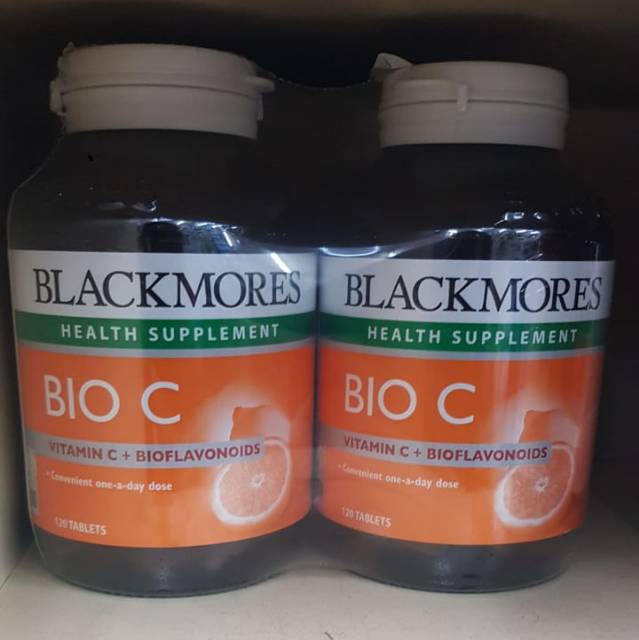 BLACKMORES
HEALTH SUPPLEMENT
BIO C
VITAMIN C + BIOFLAVONOIDS
• Convenient one-a-day dose
120 TABLETS
BLACKMORES
HEALTH SUPPLEMENT
BIO C
VITAMIN C + BIOFLAVONOIDS
• Convenient one-a-day dose
120 TABLETS